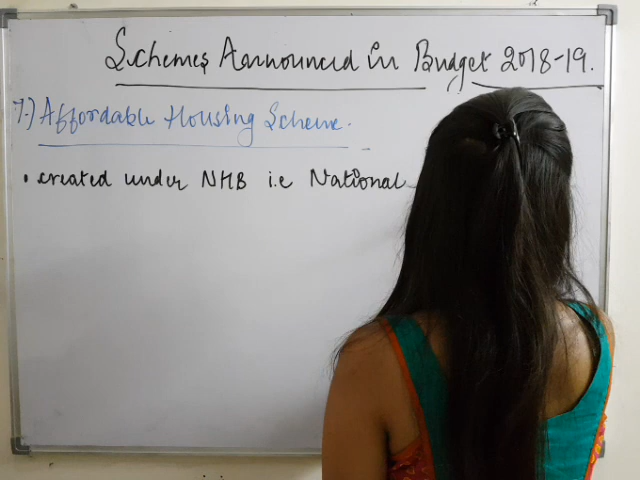 Schemes Announced in Budget 2018-19.
7.) Affordable Housing Scheme.
• created under NHB i.e National